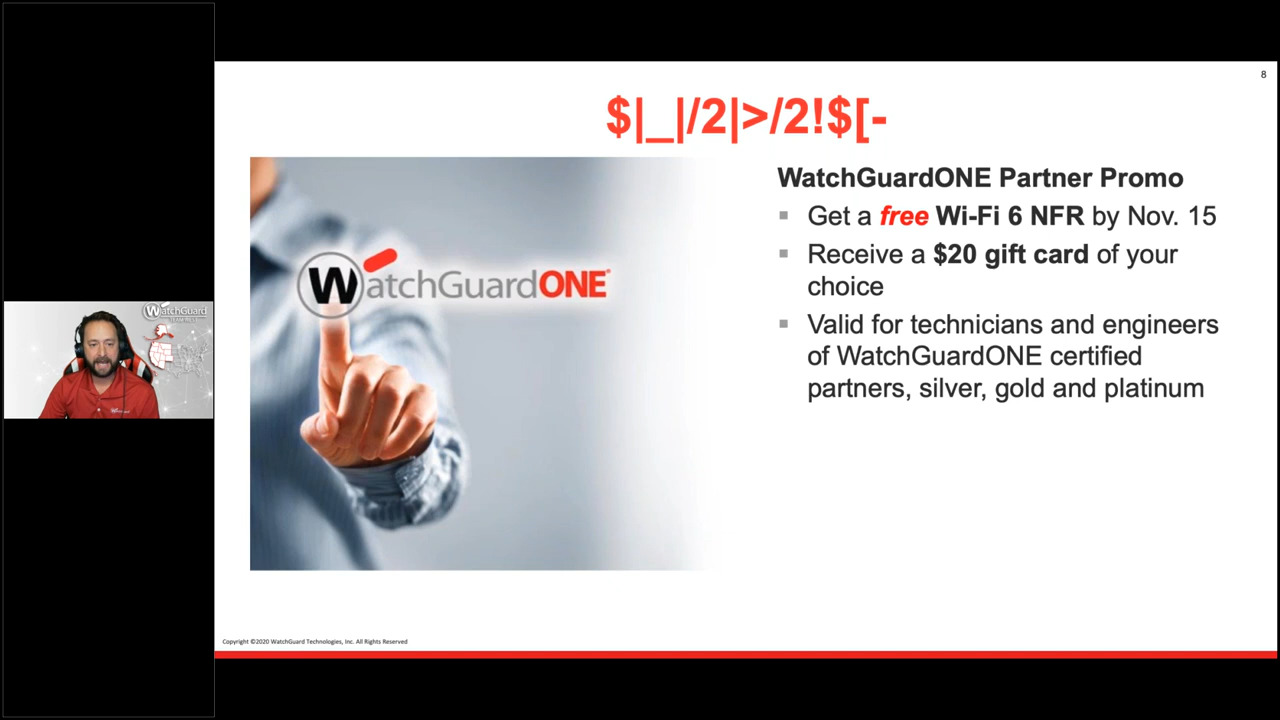 8
$|_|/2|>/2!$[-
WatchGuardONE Partner Promo
▪ Get a free Wi-Fi 6 NFR by Nov. 15
▪ Receive a $20 gift card of your
choice
▪ Valid for technicians and engineers
of WatchGuardONE certified
partners, silver, gold and platinum
WatchGuardONE
WatchGuard
Copyright ©2020 WatchGuard Technologies, Inc. All Rights Reserved